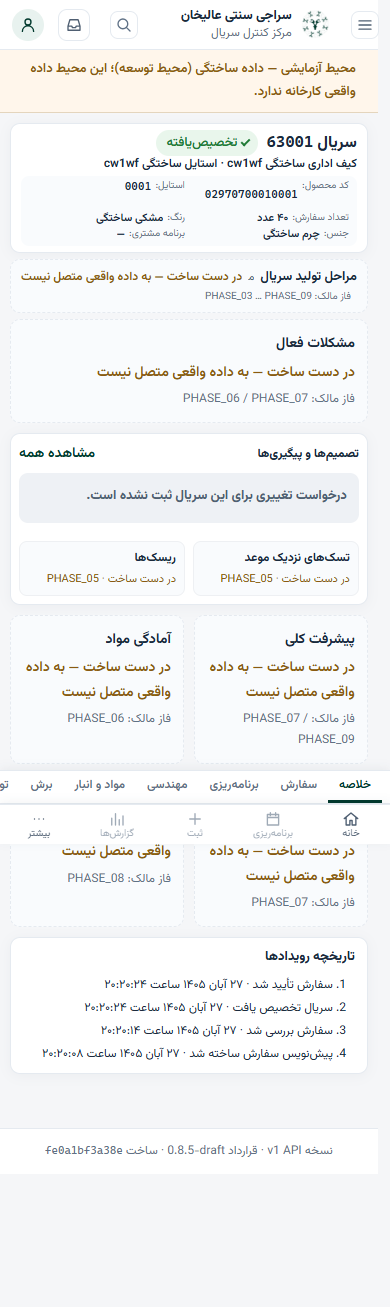 سراجی سنتی عالیخان
مرکز کنترل سریال
محیط آزمایشی — داده ساختگی (محیط توسعه)؛ این محیط داده
واقعی کارخانه ندارد.
سریال 63001 تخصیص‌یافته
کیف اداری ساختگی cw1wf · استایل ساختگی cw1wf
کد محصول: 02970700010001
استایل: 0001
تعداد سفارش: ۴۰ عدد
رنگ: مشکی ساختگی
جنس: چرم ساختگی
برنامه مشتری: —
مراحل تولید سریال در دست ساخت — به داده واقعی متصل نیست
فاز مالک: PHASE_03 … PHASE_09
مشکلات فعال
در دست ساخت — به داده واقعی متصل نیست
فاز مالک: PHASE_06 / PHASE_07
تصمیم‌ها و پیگیری‌ها
مشاهده همه
درخواست تغییری برای این سریال ثبت نشده است.
تسک‌های نزدیک موعد
در دست ساخت · PHASE_05
ریسک‌ها
در دست ساخت · PHASE_05
پیشرفت کلی
در دست ساخت — به داده
واقعی متصل نیست
فاز مالک: PHASE_07 /
PHASE_09
آمادگی مواد
در دست ساخت — به داده
واقعی متصل نیست
فاز مالک: PHASE_06
خلاصه
سفارش
برنامه‌ریزی
مهندسی
مواد و انبار
برش
خانه
برنامه‌ریزی
ثبت
گزارش‌ها
بیشتر
در دست ساخت — به داده
واقعی متصل نیست
فاز مالک: PHASE_07
واقعی متصل نیست
فاز مالک: PHASE_08
تاریخچه رویدادها
1. سفارش تأیید شد · ۲۷ آبان ۱۴۰۵ ساعت ۲۰:۲۰:۲۴
2. سریال تخصیص یافت · ۲۷ آبان ۱۴۰۵ ساعت ۲۰:۲۰:۲۴
3. سفارش بررسی شد · ۲۷ آبان ۱۴۰۵ ساعت ۲۰:۲۰:۱۴
4. پیش‌نویس سفارش ساخته شد · ۲۷ آبان ۱۴۰۵ ساعت ۲۰:۲۰:۰۸
نسخه v1 API · قرارداد 0.8.5-draft · ساخت fe0a1bf3a38e